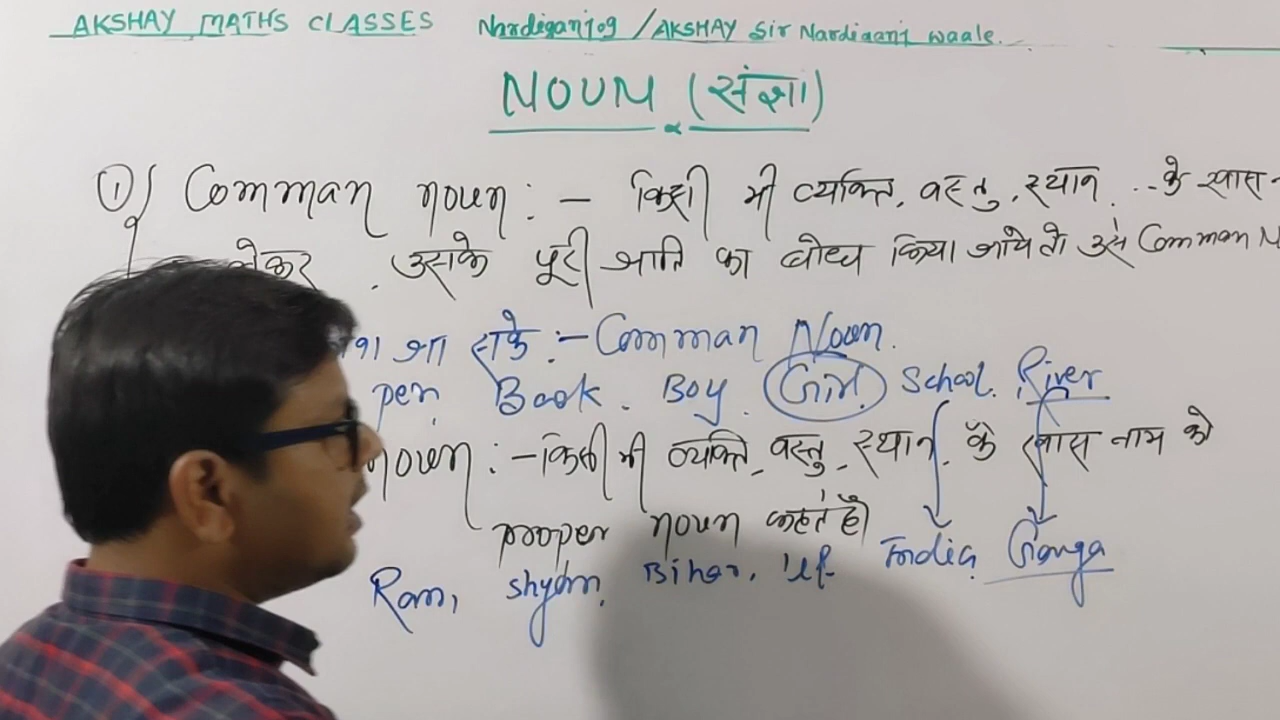 AKSHAY MATHS CLASSES Nardiganj09 /AKSHAY Sir Nardiganj waale.
NOUN (संज्ञा)
① Comman noun: – किसी भी व्यक्ति, वस्तु, स्थान. .. के खास
लेकर उसके पूरी जाति का बोध किया जाये तो उसे Comman N
जा सके :– Comman Noun.
pen, Book. Boy. Girl. School. River
noun: – किसी भी व्यक्ति, वस्तु, स्थान के खास नाम को
proper noun कहते है।
Ram, shyam, Bihar, UP. India, Ganga